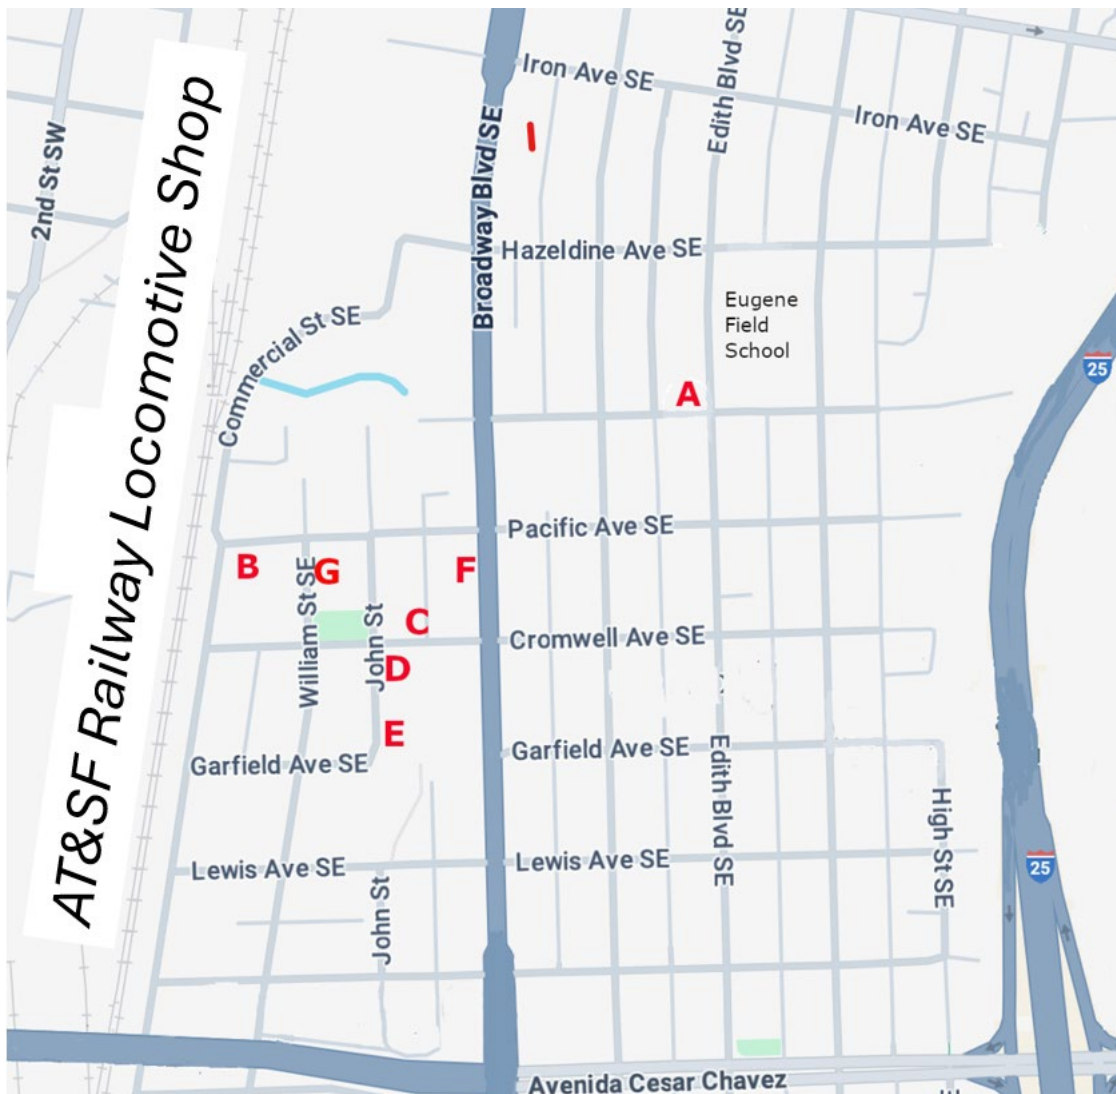 Iron Ave SE
Edith Blvd SE
Iron Ave SE
2nd St SW
AT&SF Railway Locomotive Shop
Broadway Blvd SE
Hazeldine Ave SE
Commercial St SE
Eugene
Field
School
25
A
Pacific Ave SE
B
William St SE
G
F
John St
C
Cromwell Ave SE
D
E
Garfield Ave SE
Garfield Ave SE
Edith Blvd SE
High St SE
Lewis Ave SE
Lewis Ave SE
25
John St
Avenida Cesar Chavez